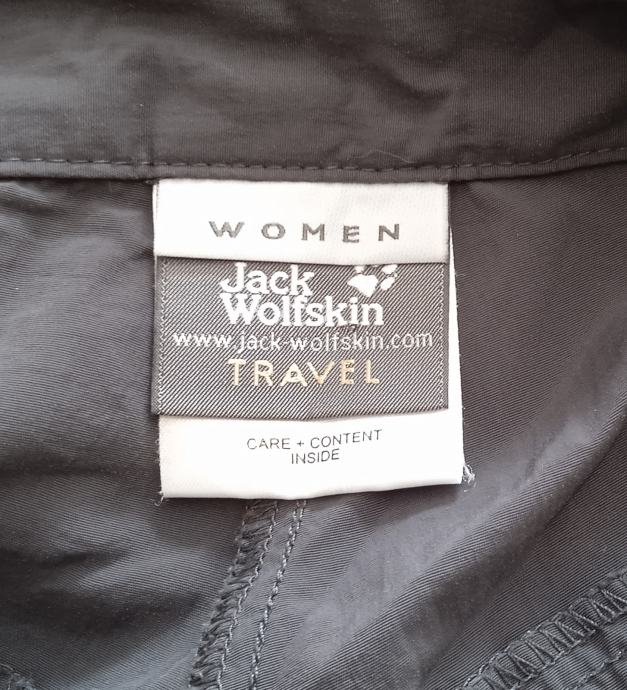 WOMEN
Jack
Wolfskin
www.jack-wolfskin.com
TRAVEL
CARE + CONTENT
INSIDE